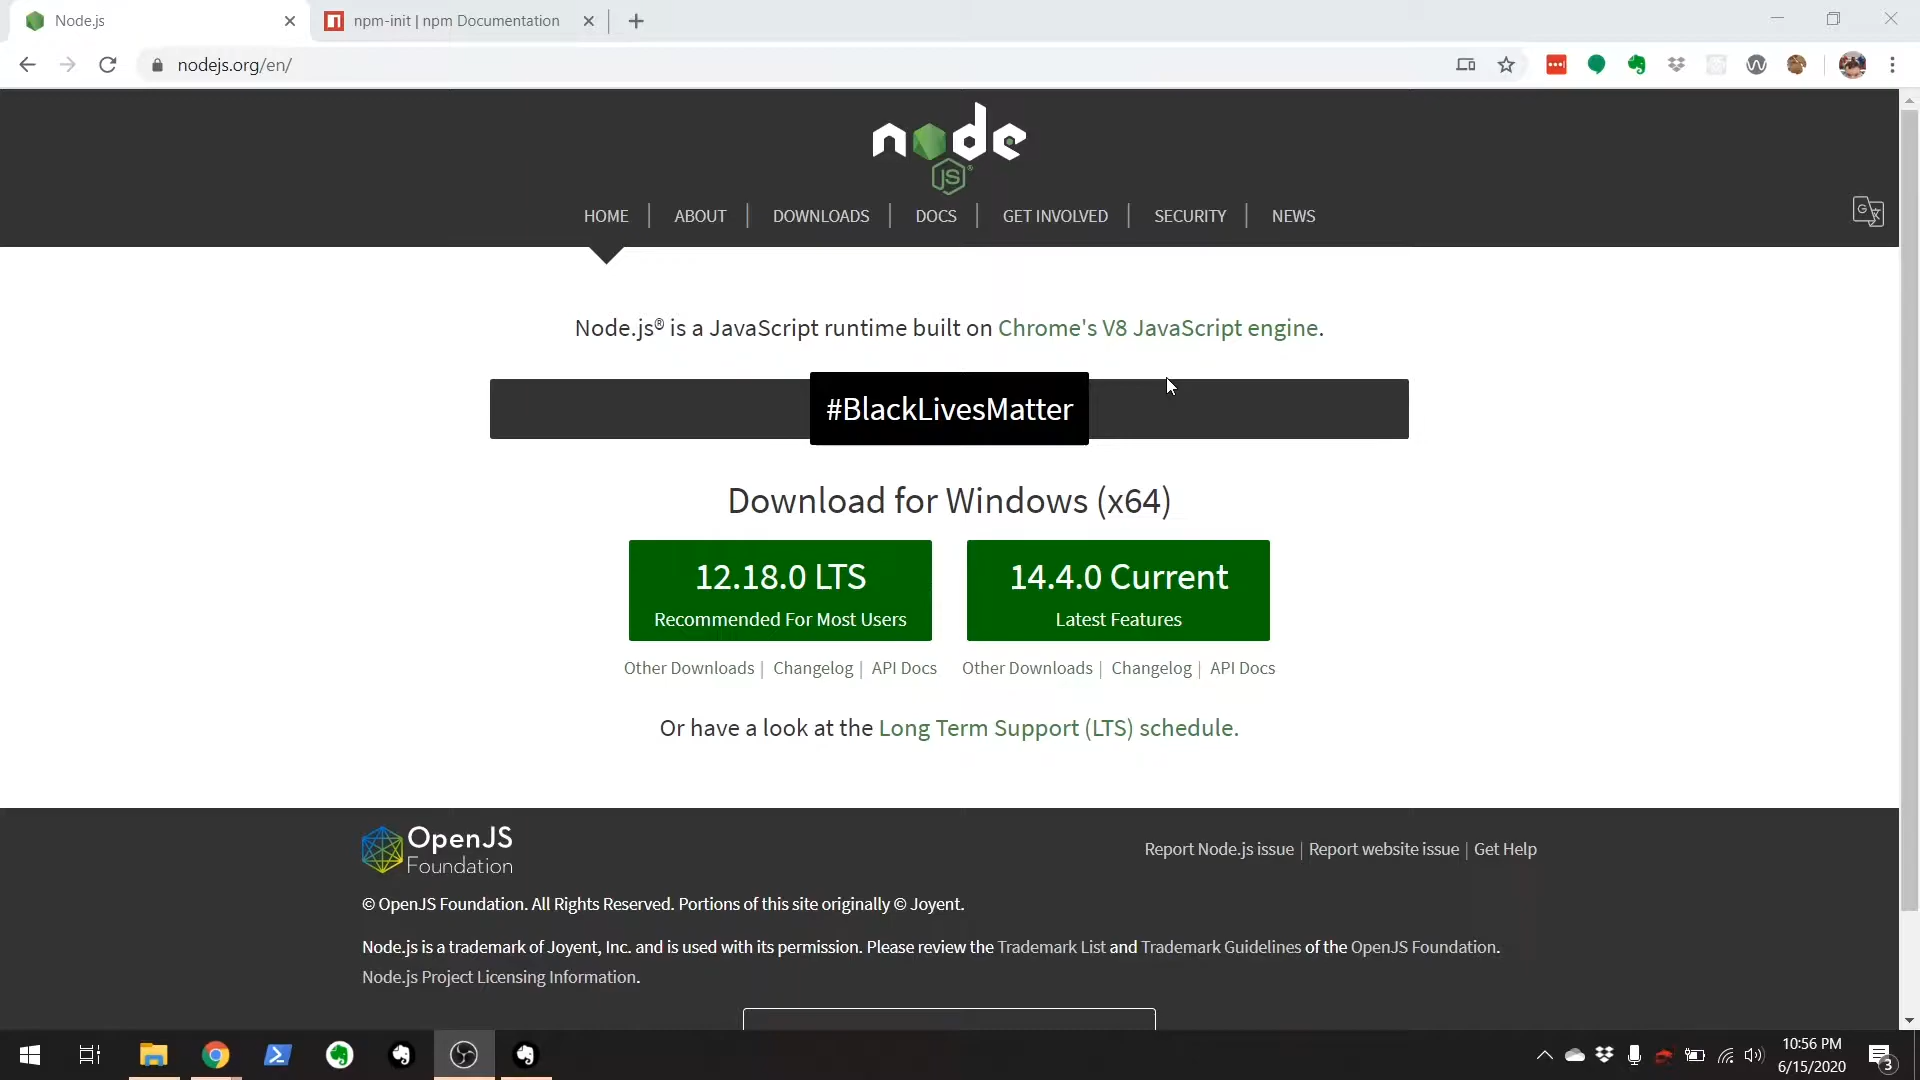 Node.js
npm-init | npm Documentation
nodejs.org/en/
node
JS
HOME | ABOUT | DOWNLOADS | DOCS | GET INVOLVED | SECURITY | NEWS
Node.js® is a JavaScript runtime built on Chrome's V8 JavaScript engine.
#BlackLivesMatter
Download for Windows (x64)
12.18.0 LTS
Recommended For Most Users
14.4.0 Current
Latest Features
Other Downloads | Changelog | API Docs
Other Downloads | Changelog | API Docs
Or have a look at the Long Term Support (LTS) schedule.
OpenJS
Foundation
Report Node.js issue | Report website issue | Get Help
© OpenJS Foundation. All Rights Reserved. Portions of this site originally © Joyent.
Node.js is a trademark of Joyent, Inc. and is used with its permission. Please review the Trademark List and Trademark Guidelines of the OpenJS Foundation.
Node.js Project Licensing Information.
10:56 PM
6/15/2020
3